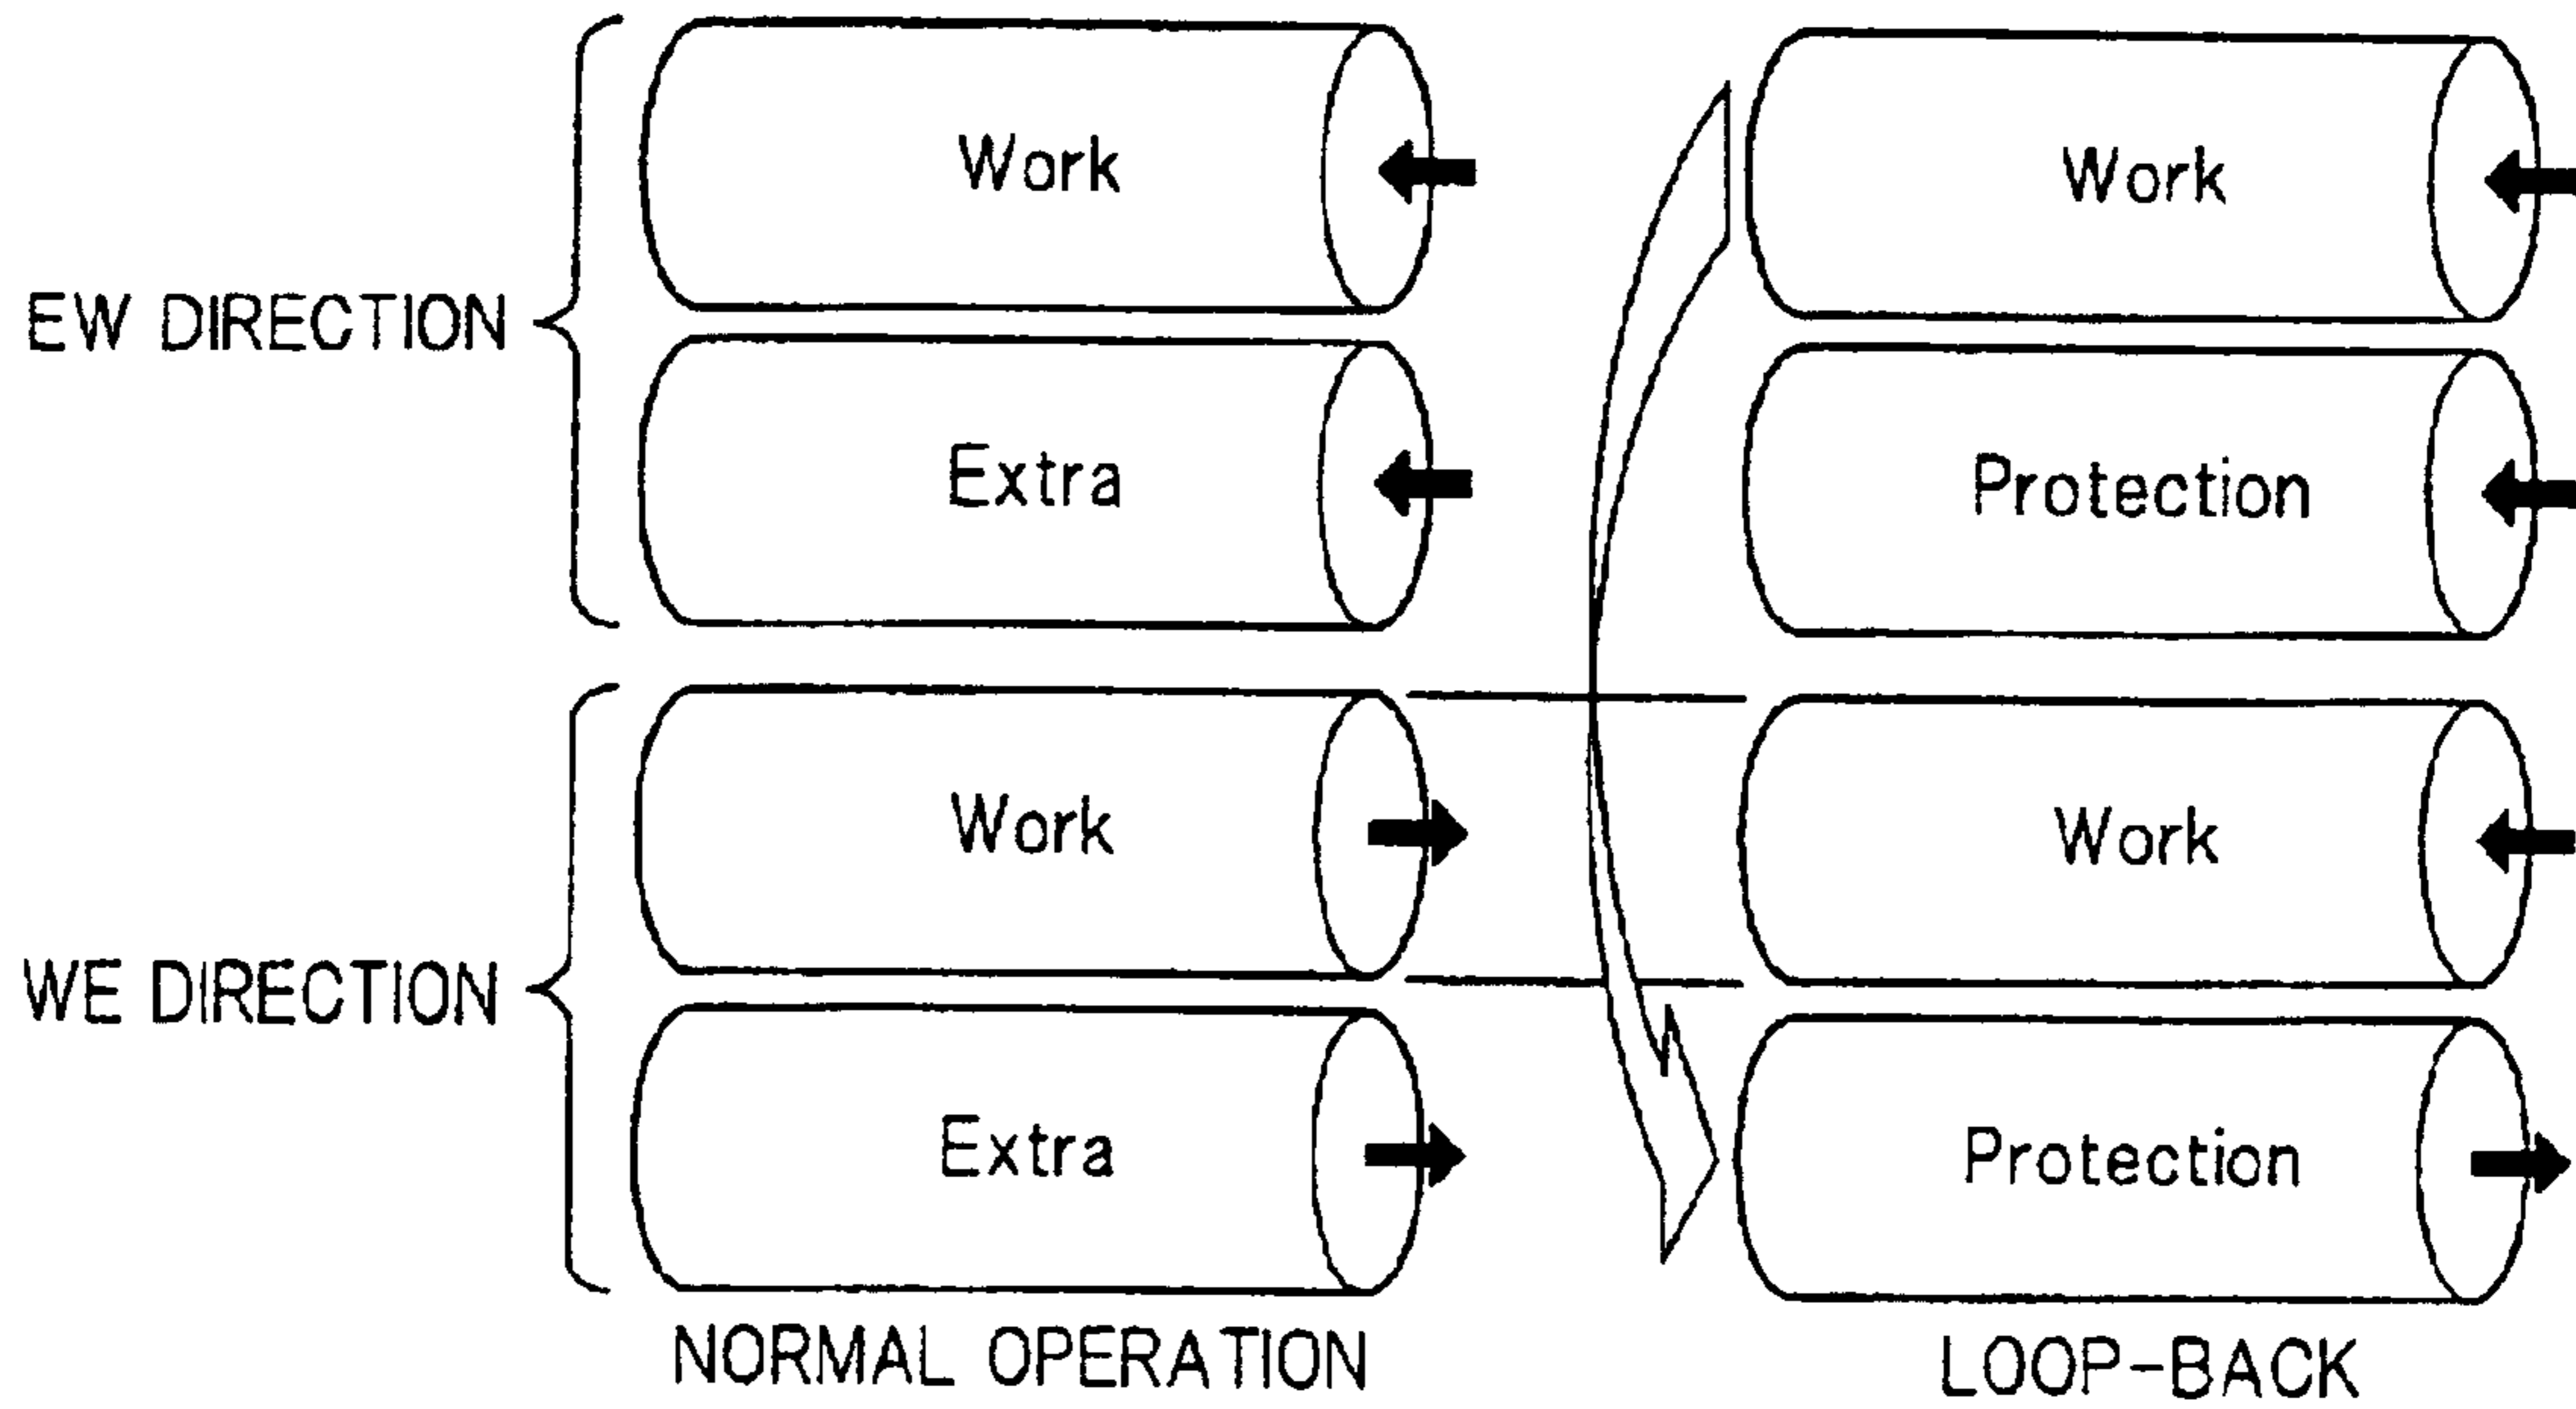 Work
Work
EW DIRECTION
Extra
Protection
Work
Work
WE DIRECTION
Extra
Protection
NORMAL OPERATION
LOOP-BACK